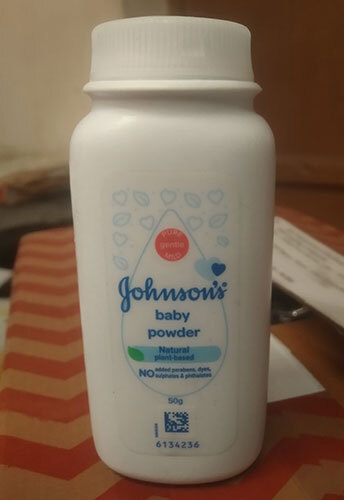 PURE
gentle
MILD
Johnson's
baby
powder
Natural
plant-based
NO added parabens, dyes,
sulphates & phthalates
50g
6134236